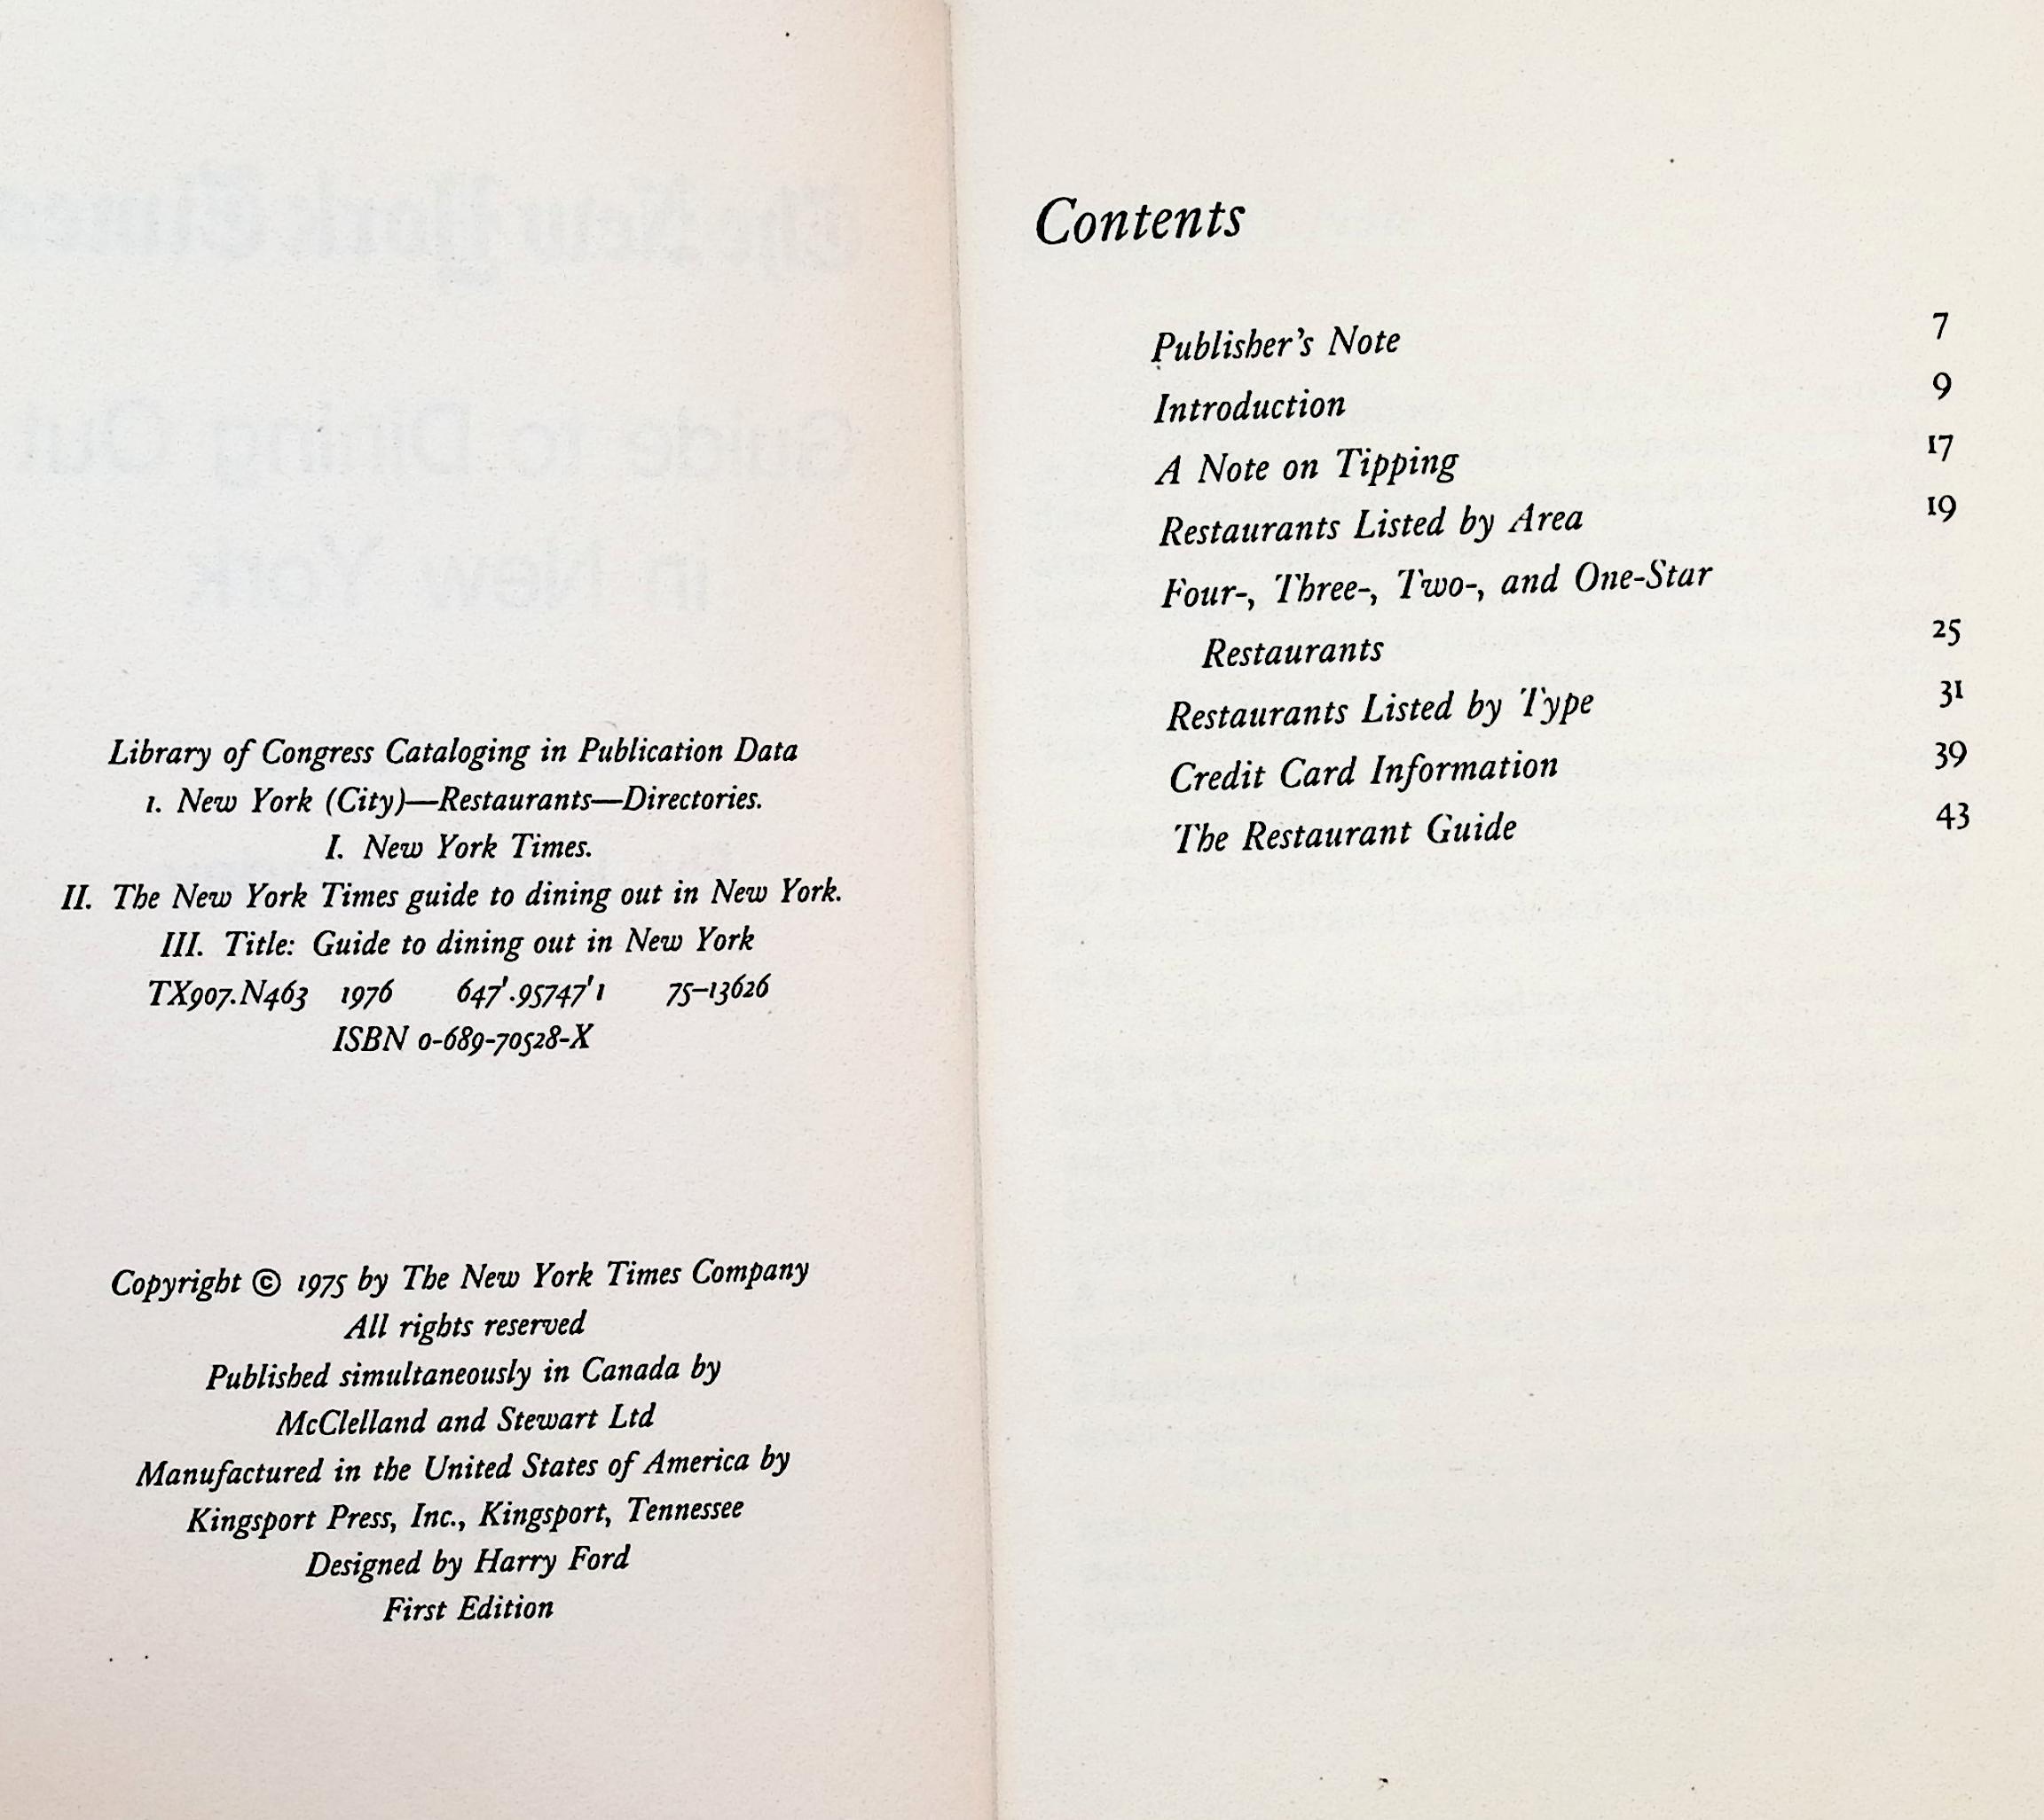 Library of Congress Cataloging in Publication Data
1. New York (City)—Restaurants—Directories.
I. New York Times.
II. The New York Times guide to dining out in New York.
III. Title: Guide to dining out in New York
TX907.N463 1976 647'.95747'1 75-13626
ISBN 0-689-70528-X
Copyright © 1975 by The New York Times Company
All rights reserved
Published simultaneously in Canada by
McClelland and Stewart Ltd
Manufactured in the United States of America by
Kingsport Press, Inc., Kingsport, Tennessee
Designed by Harry Ford
First Edition
Contents
Publisher's Note 7
Introduction 9
A Note on Tipping 17
Restaurants Listed by Area 19
Four-, Three-, Two-, and One-Star
Restaurants 25
Restaurants Listed by Type 31
Credit Card Information 39
The Restaurant Guide 43